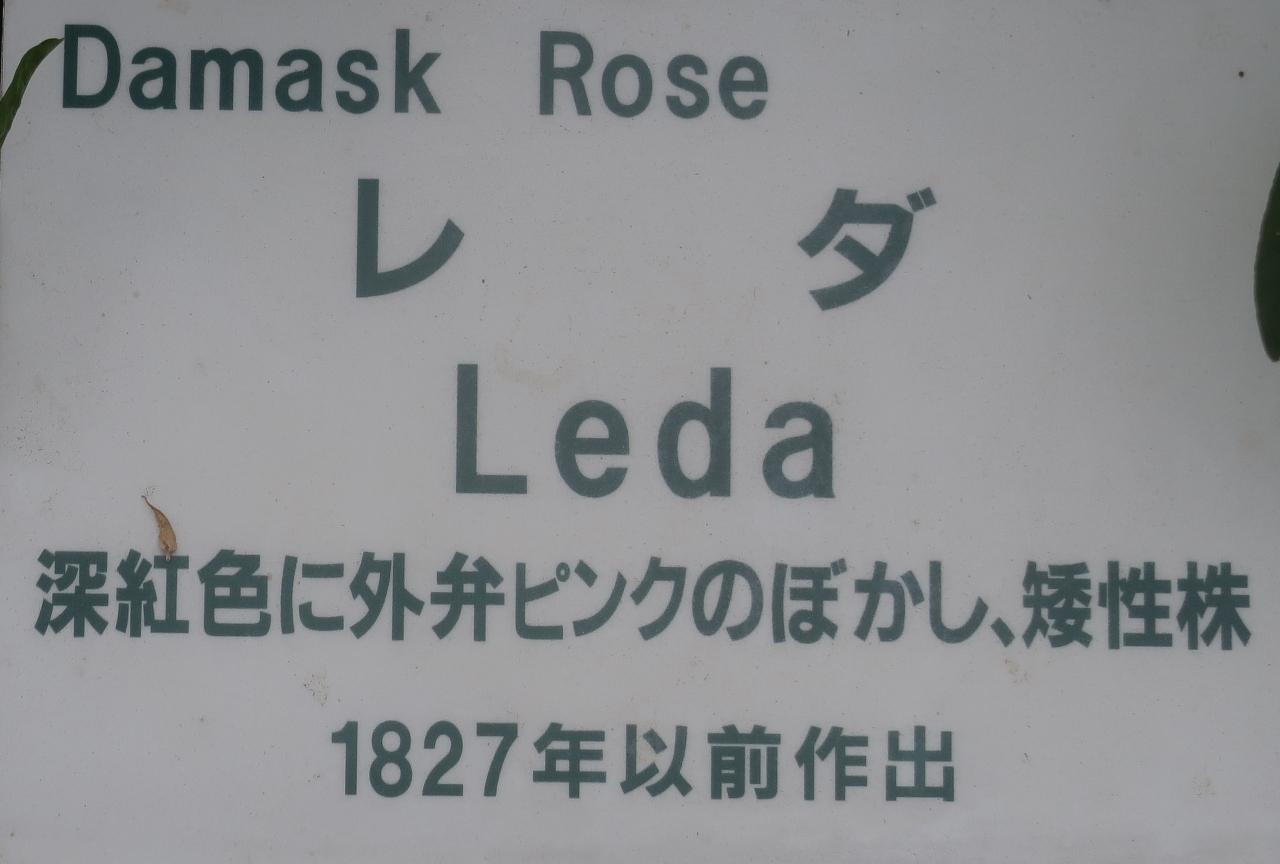 Damask Rose
レダ
Leda
深紅色に外弁ピンクのぼかし、矮性株
1827年以前作出